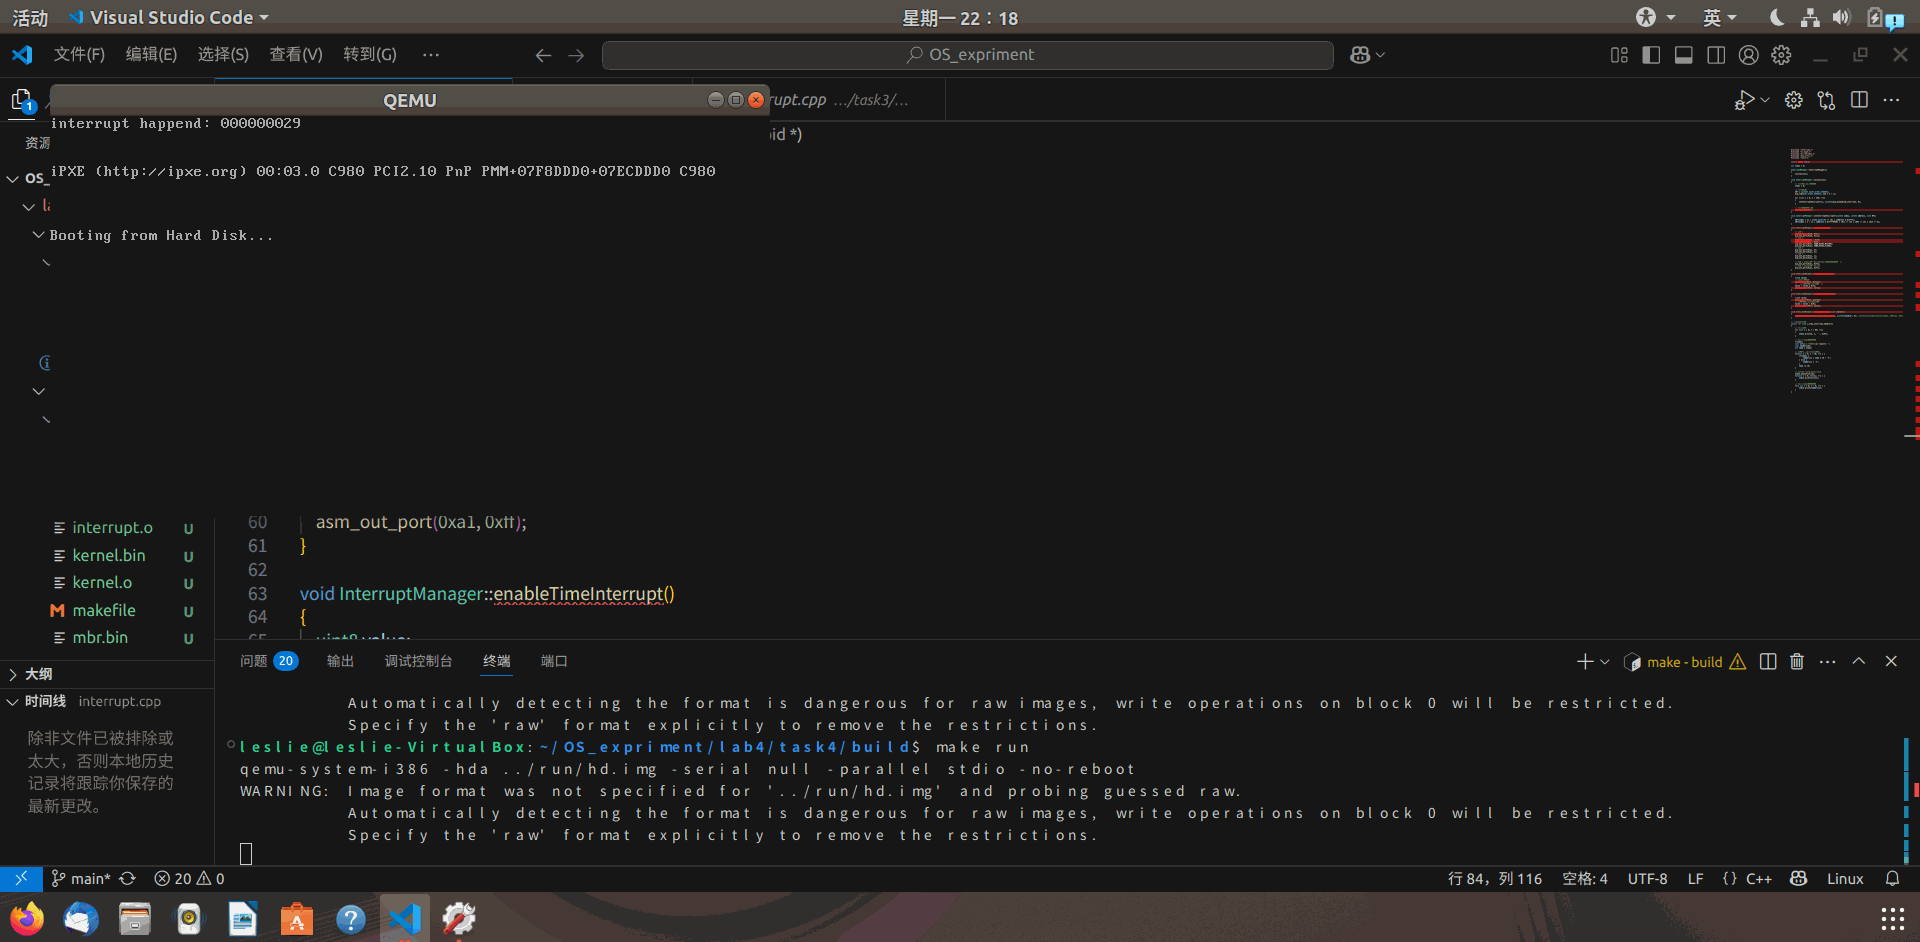 活动 Visual Studio Code 星期一 22：18 英
文件(F) 编辑(E) 选择(S) 查看(V) 转到(G) ··· OS_expriment
1 QEMU rupt.cpp .../task3/...
interrupt happend: 000000029 id *)
资源
iPXE (http://ipxe.org) 00:03.0 C980 PCI2.10 PnP PMM+07F8DDD0+07ECDDD0 C980
OS_
la
Booting from Hard Disk...
60 asm_out_port(0xa1, 0xff);
interrupt.o U
61 }
kernel.bin U
62
kernel.o U
63 void InterruptManager::enableTimeInterrupt()
makefile U
64 {
mbr.bin U
65 uint8 value;
问题 20 输出 调试控制台 终端 端口 make - build
大纲
时间线 interrupt.cpp
除非文件已被排除或
太大，否则本地历史
记录将跟踪你保存的
最新更改。
Automatically detecting the format is dangerous for raw images, write operations on block 0 will be restricted.
Specify the 'raw' format explicitly to remove the restrictions.
leslie@leslie-VirtualBox:~/OS_expriment/lab4/task4/build$ make run
qemu-system-i386 -hda ../run/hd.img -serial null -parallel stdio -no-reboot
WARNING: Image format was not specified for '../run/hd.img' and probing guessed raw.
Automatically detecting the format is dangerous for raw images, write operations on block 0 will be restricted.
Specify the 'raw' format explicitly to remove the restrictions.
main* 20 0 行 84，列 116 空格: 4 UTF-8 LF {} C++ Linux